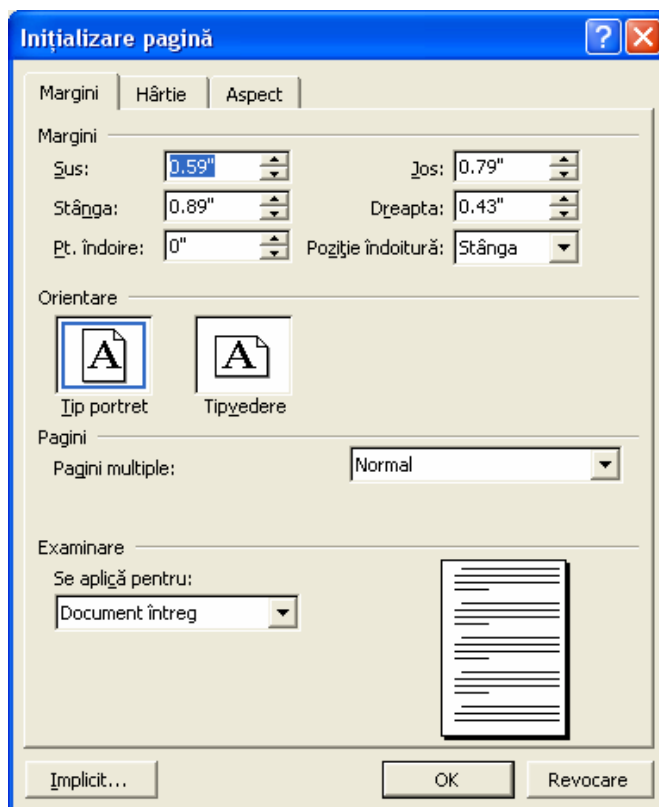 Inițializare pagină
Margini Hârtie Aspect
Margini
Sus: 0.59" Jos: 0.79"
Stânga: 0.89" Dreapta: 0.43"
Pt. îndoire: 0" Poziție îndoitură: Stânga
Orientare
A A
Tip portret Tipvedere
Pagini
Pagini multiple: Normal
Examinare
Se aplică pentru:
Document întreg
Implicit... OK Revocare